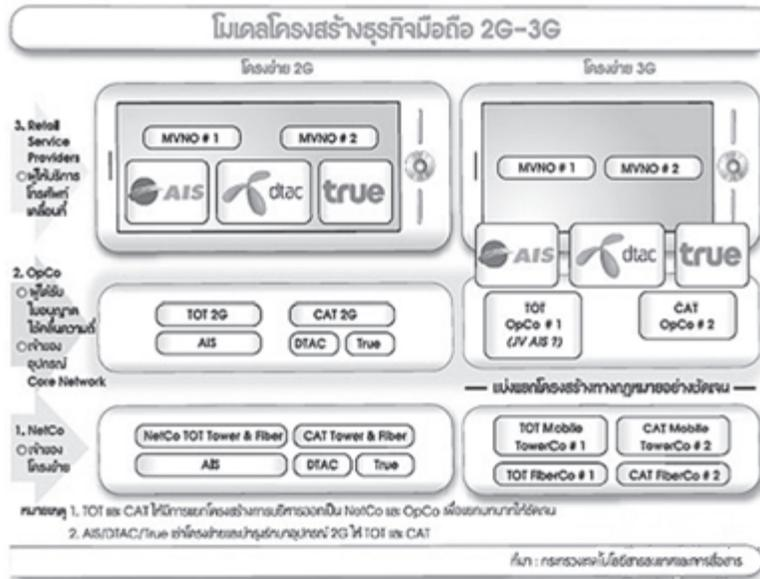 โมเดลโครงสร้างธุรกิจมือถือ 2G-3G
โครงข่าย 2G
โครงข่าย 3G
3. Retail
Service
Providers
ผู้ให้บริการ
โทรศัพท์
เคลื่อนที่
MVNO # 1
MVNO # 2
AIS
dtac
true
MVNO # 1
MVNO # 2
AIS
dtac
true
2. OpCo
ผู้ได้รับ
ใบอนุญาต
ใช้คลื่นความถี่
เจ้าของ
อุปกรณ์
Core Network
TOT 2G
CAT 2G
AIS
DTAC
True
TOT
OpCo # 1
(JV AIS ?)
CAT
OpCo # 2
แบ่งแยกโครงสร้างทางกฎหมายอย่างชัดเจน
1. NetCo
เจ้าของ
โครงข่าย
NetCo TOT Tower & Fiber
CAT Tower & Fiber
AIS
DTAC
True
TOT Mobile
TowerCo # 1
CAT Mobile
TowerCo # 2
TOT FiberCo # 1
CAT FiberCo # 2
หมายเหตุ 1. TOT และ CAT ให้มีการแยกโครงสร้างการบริหารออกเป็น NetCo และ OpCo เพื่อแยกบทบาทให้ชัดเจน
2. AIS/DTAC/True เช่าโครงข่ายและบำรุงรักษาอุปกรณ์ 2G ให้ TOT และ CAT
ที่มา : กระทรวงเทคโนโลยีสารสนเทศและการสื่อสาร